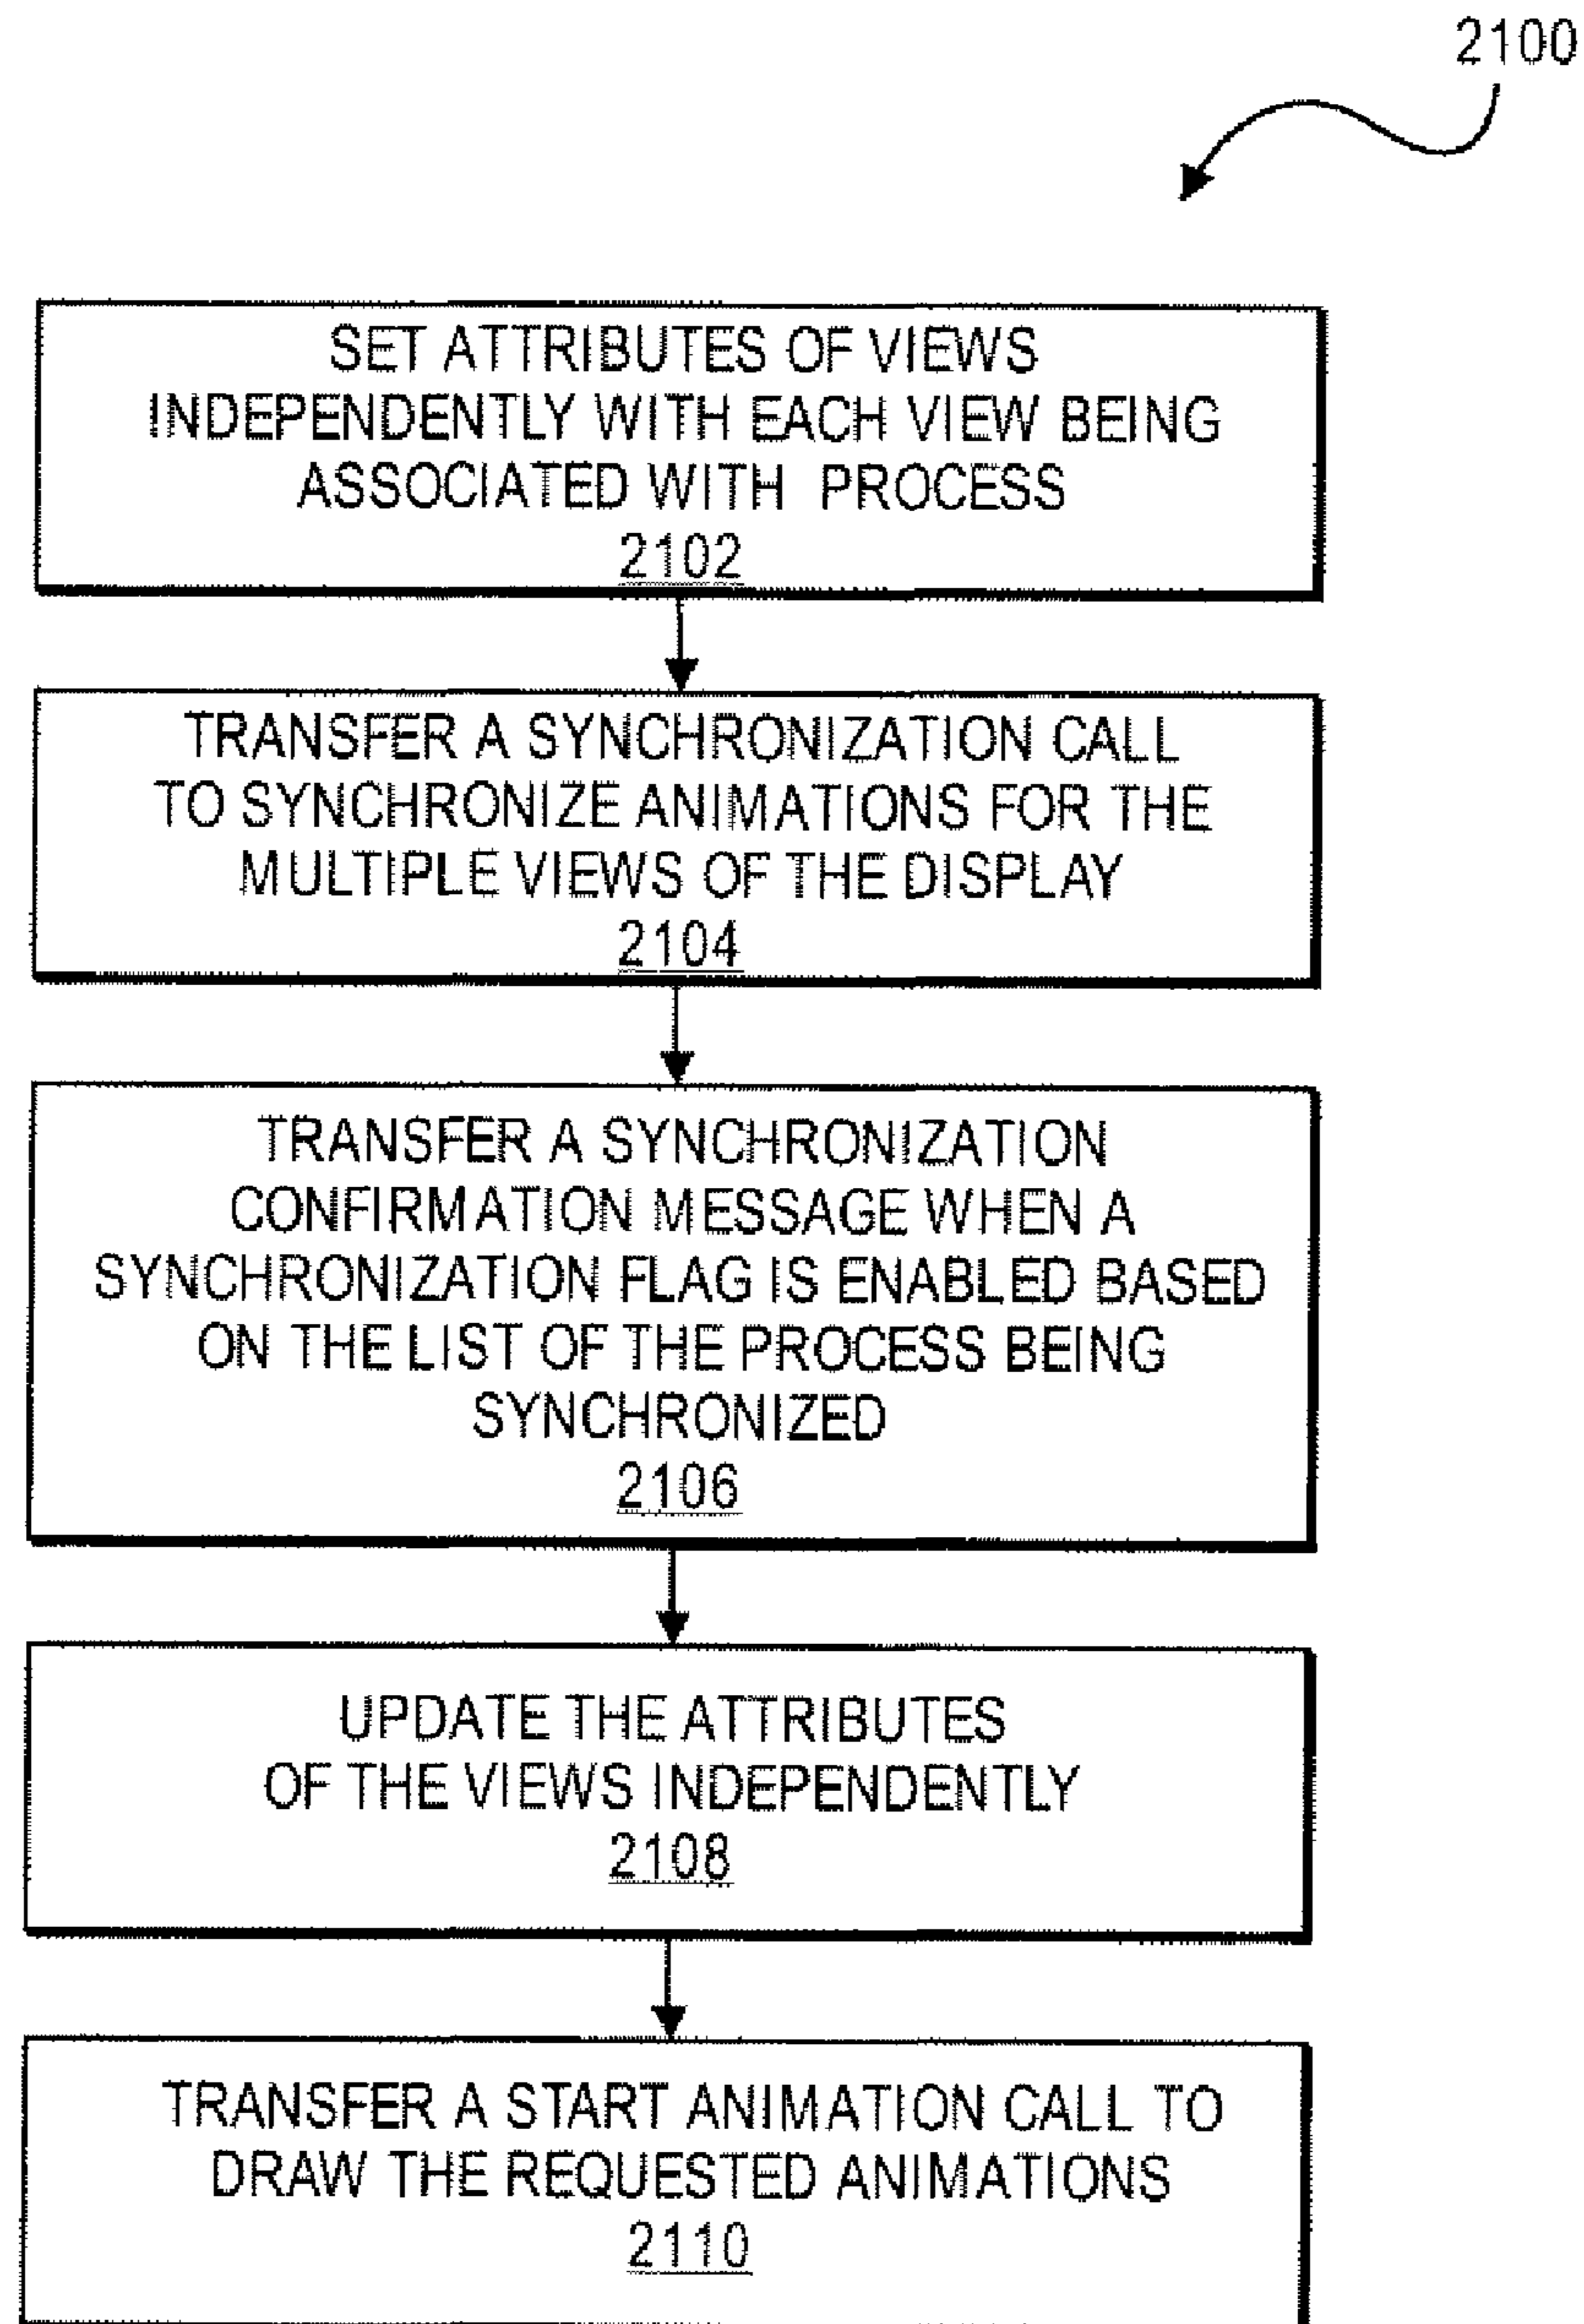 2100
SET ATTRIBUTES OF VIEWS
INDEPENDENTLY WITH EACH VIEW BEING
ASSOCIATED WITH PROCESS
2102
TRANSFER A SYNCHRONIZATION CALL
TO SYNCHRONIZE ANIMATIONS FOR THE
MULTIPLE VIEWS OF THE DISPLAY
2104
TRANSFER A SYNCHRONIZATION
CONFIRMATION MESSAGE WHEN A
SYNCHRONIZATION FLAG IS ENABLED BASED
ON THE LIST OF THE PROCESS BEING
SYNCHRONIZED
2106
UPDATE THE ATTRIBUTES
OF THE VIEWS INDEPENDENTLY
2108
TRANSFER A START ANIMATION CALL TO
DRAW THE REQUESTED ANIMATIONS
2110